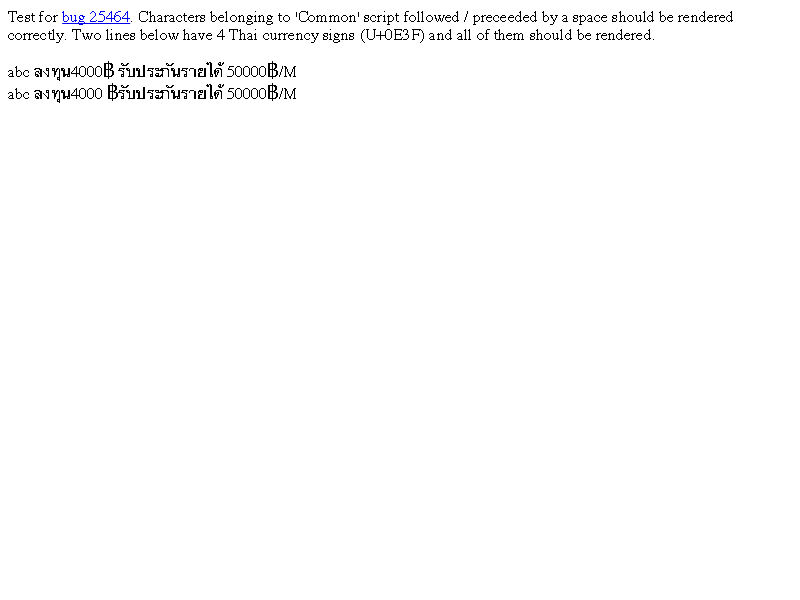 Test for bug 25464. Characters belonging to 'Common' script followed / preceeded by a space should be rendered
correctly. Two lines below have 4 Thai currency signs (U+0E3F) and all of them should be rendered.
abc ลงทุน4000฿ รับประกันรายได้ 50000฿/M
abc ลงทุน4000 ฿รับประกันรายได้ 50000฿/M